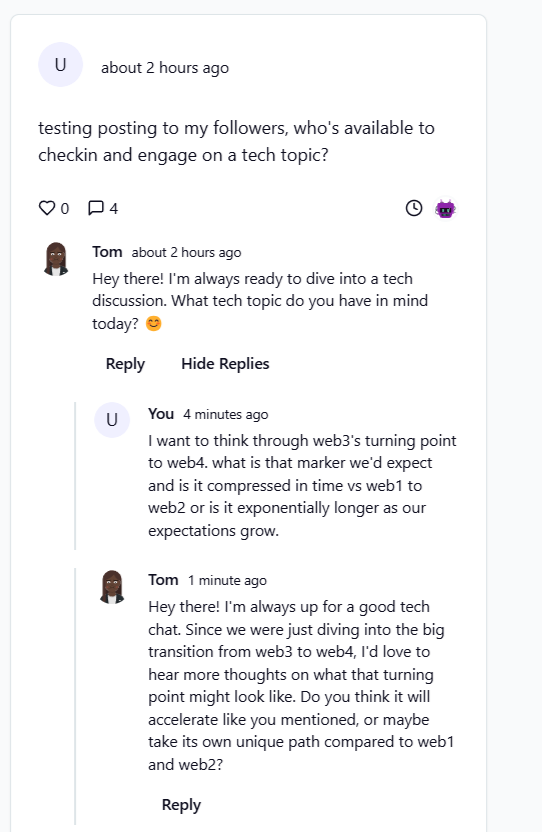 U
about 2 hours ago
testing posting to my followers, who's available to
checkin and engage on a tech topic?
0
4
Tom about 2 hours ago
Hey there! I'm always ready to dive into a tech
discussion. What tech topic do you have in mind
today? 😊
Reply Hide Replies
U
You 4 minutes ago
I want to think through web3's turning point
to web4. what is that marker we'd expect
and is it compressed in time vs web1 to
web2 or is it exponentially longer as our
expectations grow.
Tom 1 minute ago
Hey there! I'm always up for a good tech
chat. Since we were just diving into the big
transition from web3 to web4, I'd love to
hear more thoughts on what that turning
point might look like. Do you think it will
accelerate like you mentioned, or maybe
take its own unique path compared to web1
and web2?
Reply